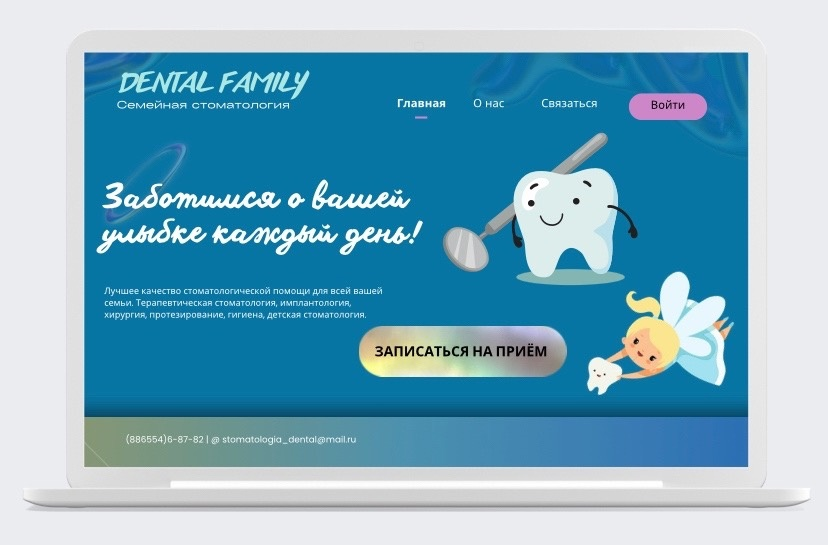 DENTAL FAMILY
Семейная стоматология
Главная О нас Связаться Войти
Заботимся о вашей
улыбке каждый день!
Лучшее качество стоматологической помощи для всей вашей
семьи. Терапевтическая стоматология, имплантология,
хирургия, протезирование, гигиена, детская стоматология.
ЗАПИСАТЬСЯ НА ПРИЁМ
(886554)6-87-82 | @ stomatologia_dental@mail.ru